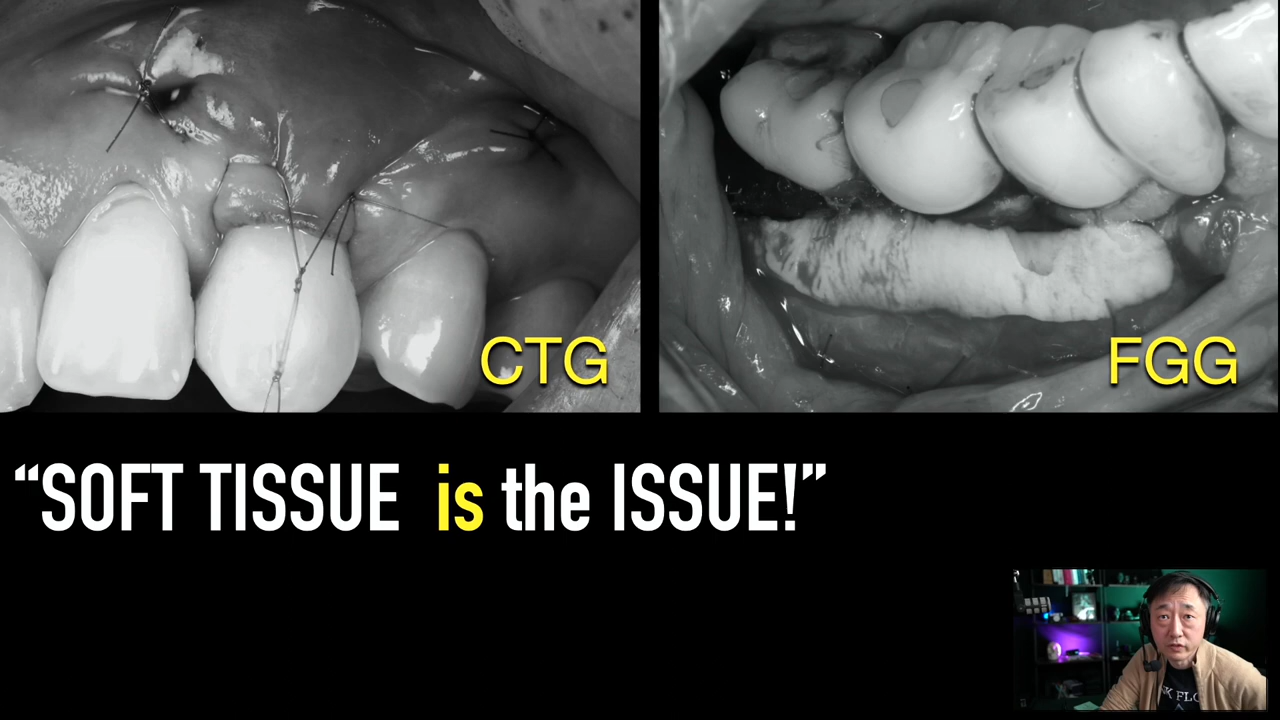 CTG
FGG
“SOFT TISSUE is the ISSUE!”